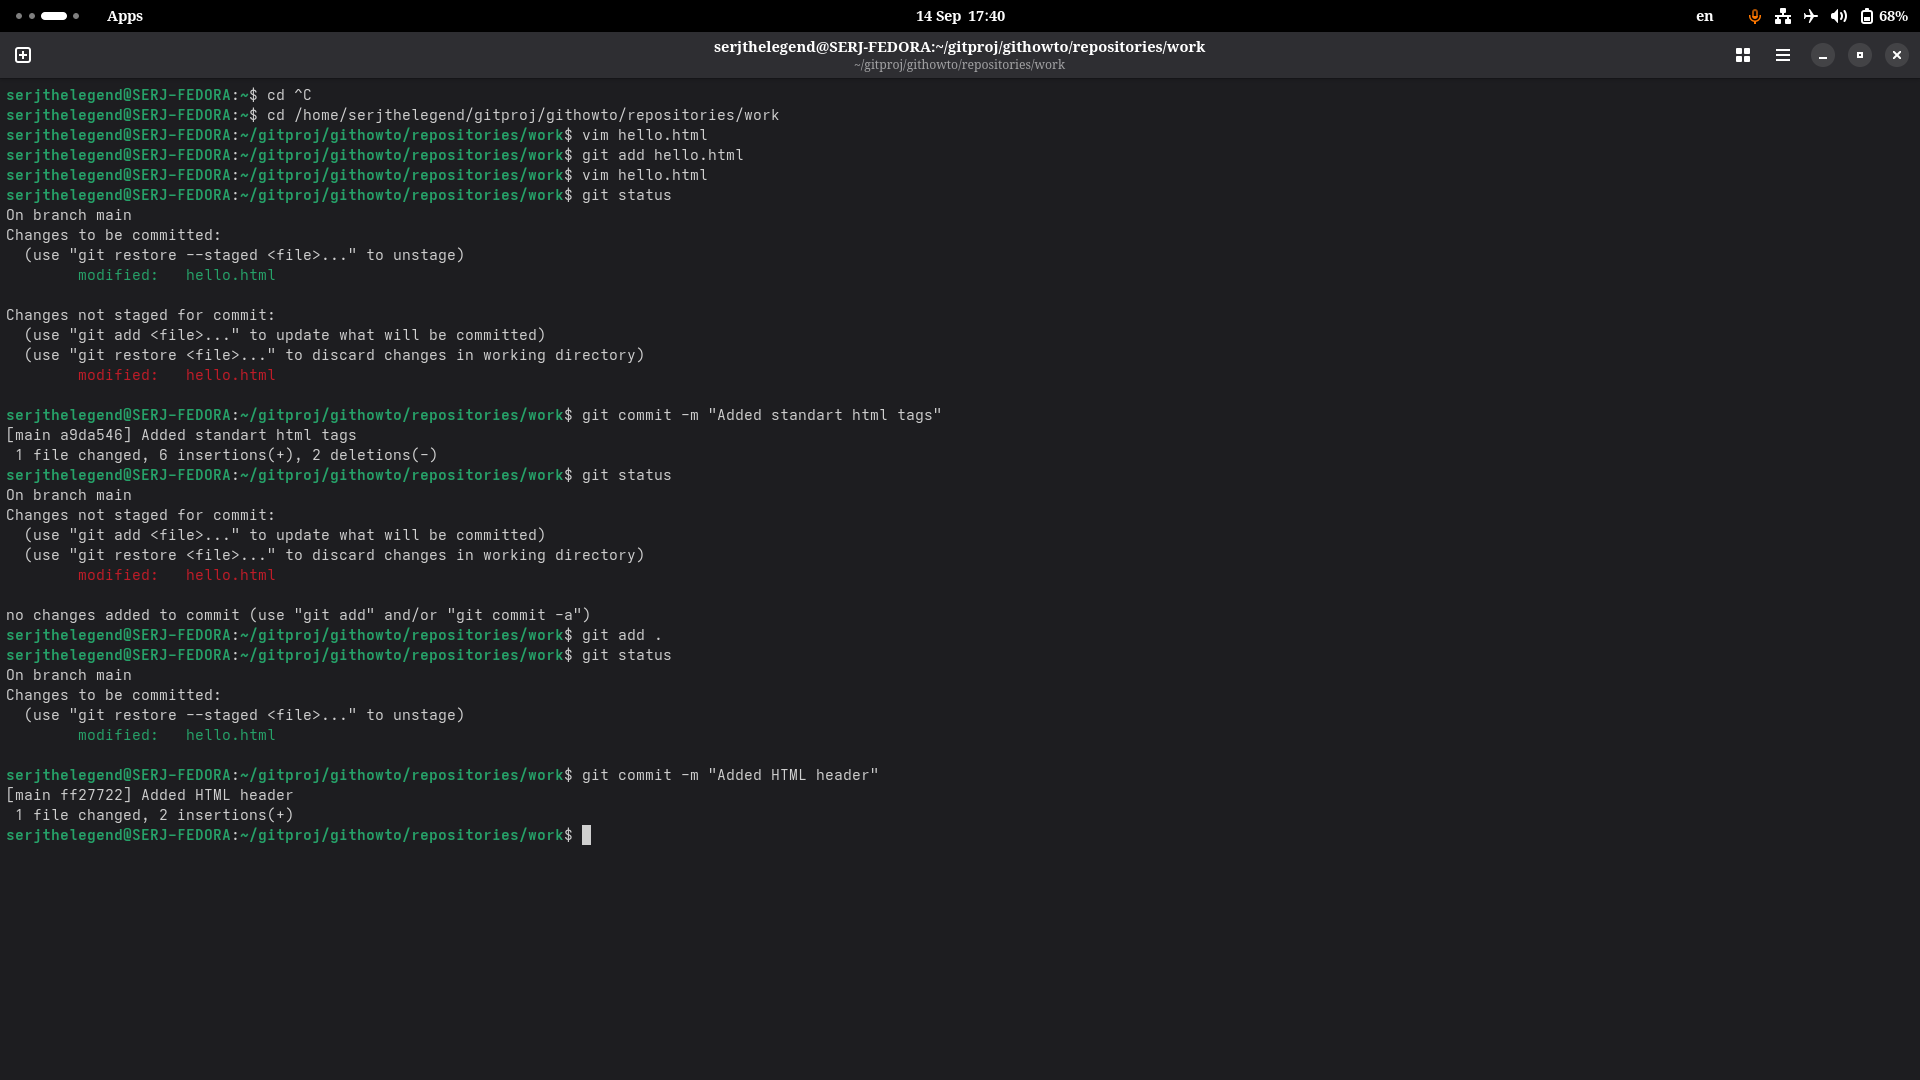 Apps 14 Sep 17:40 en 68%
serjthelegend@SERJ-FEDORA:~/gitproj/githowto/repositories/work
~/gitproj/githowto/repositories/work
serjthelegend@SERJ-FEDORA:~$ cd ^C
serjthelegend@SERJ-FEDORA:~$ cd /home/serjthelegend/gitproj/githowto/repositories/work
serjthelegend@SERJ-FEDORA:~/gitproj/githowto/repositories/work$ vim hello.html
serjthelegend@SERJ-FEDORA:~/gitproj/githowto/repositories/work$ git add hello.html
serjthelegend@SERJ-FEDORA:~/gitproj/githowto/repositories/work$ vim hello.html
serjthelegend@SERJ-FEDORA:~/gitproj/githowto/repositories/work$ git status
On branch main
Changes to be committed:
  (use "git restore --staged <file>..." to unstage)
        modified:   hello.html

Changes not staged for commit:
  (use "git add <file>..." to update what will be committed)
  (use "git restore <file>..." to discard changes in working directory)
        modified:   hello.html

serjthelegend@SERJ-FEDORA:~/gitproj/githowto/repositories/work$ git commit -m "Added standart html tags"
[main a9da546] Added standart html tags
 1 file changed, 6 insertions(+), 2 deletions(-)
serjthelegend@SERJ-FEDORA:~/gitproj/githowto/repositories/work$ git status
On branch main
Changes not staged for commit:
  (use "git add <file>..." to update what will be committed)
  (use "git restore <file>..." to discard changes in working directory)
        modified:   hello.html

no changes added to commit (use "git add" and/or "git commit -a")
serjthelegend@SERJ-FEDORA:~/gitproj/githowto/repositories/work$ git add .
serjthelegend@SERJ-FEDORA:~/gitproj/githowto/repositories/work$ git status
On branch main
Changes to be committed:
  (use "git restore --staged <file>..." to unstage)
        modified:   hello.html

serjthelegend@SERJ-FEDORA:~/gitproj/githowto/repositories/work$ git commit -m "Added HTML header"
[main ff27722] Added HTML header
 1 file changed, 2 insertions(+)
serjthelegend@SERJ-FEDORA:~/gitproj/githowto/repositories/work$